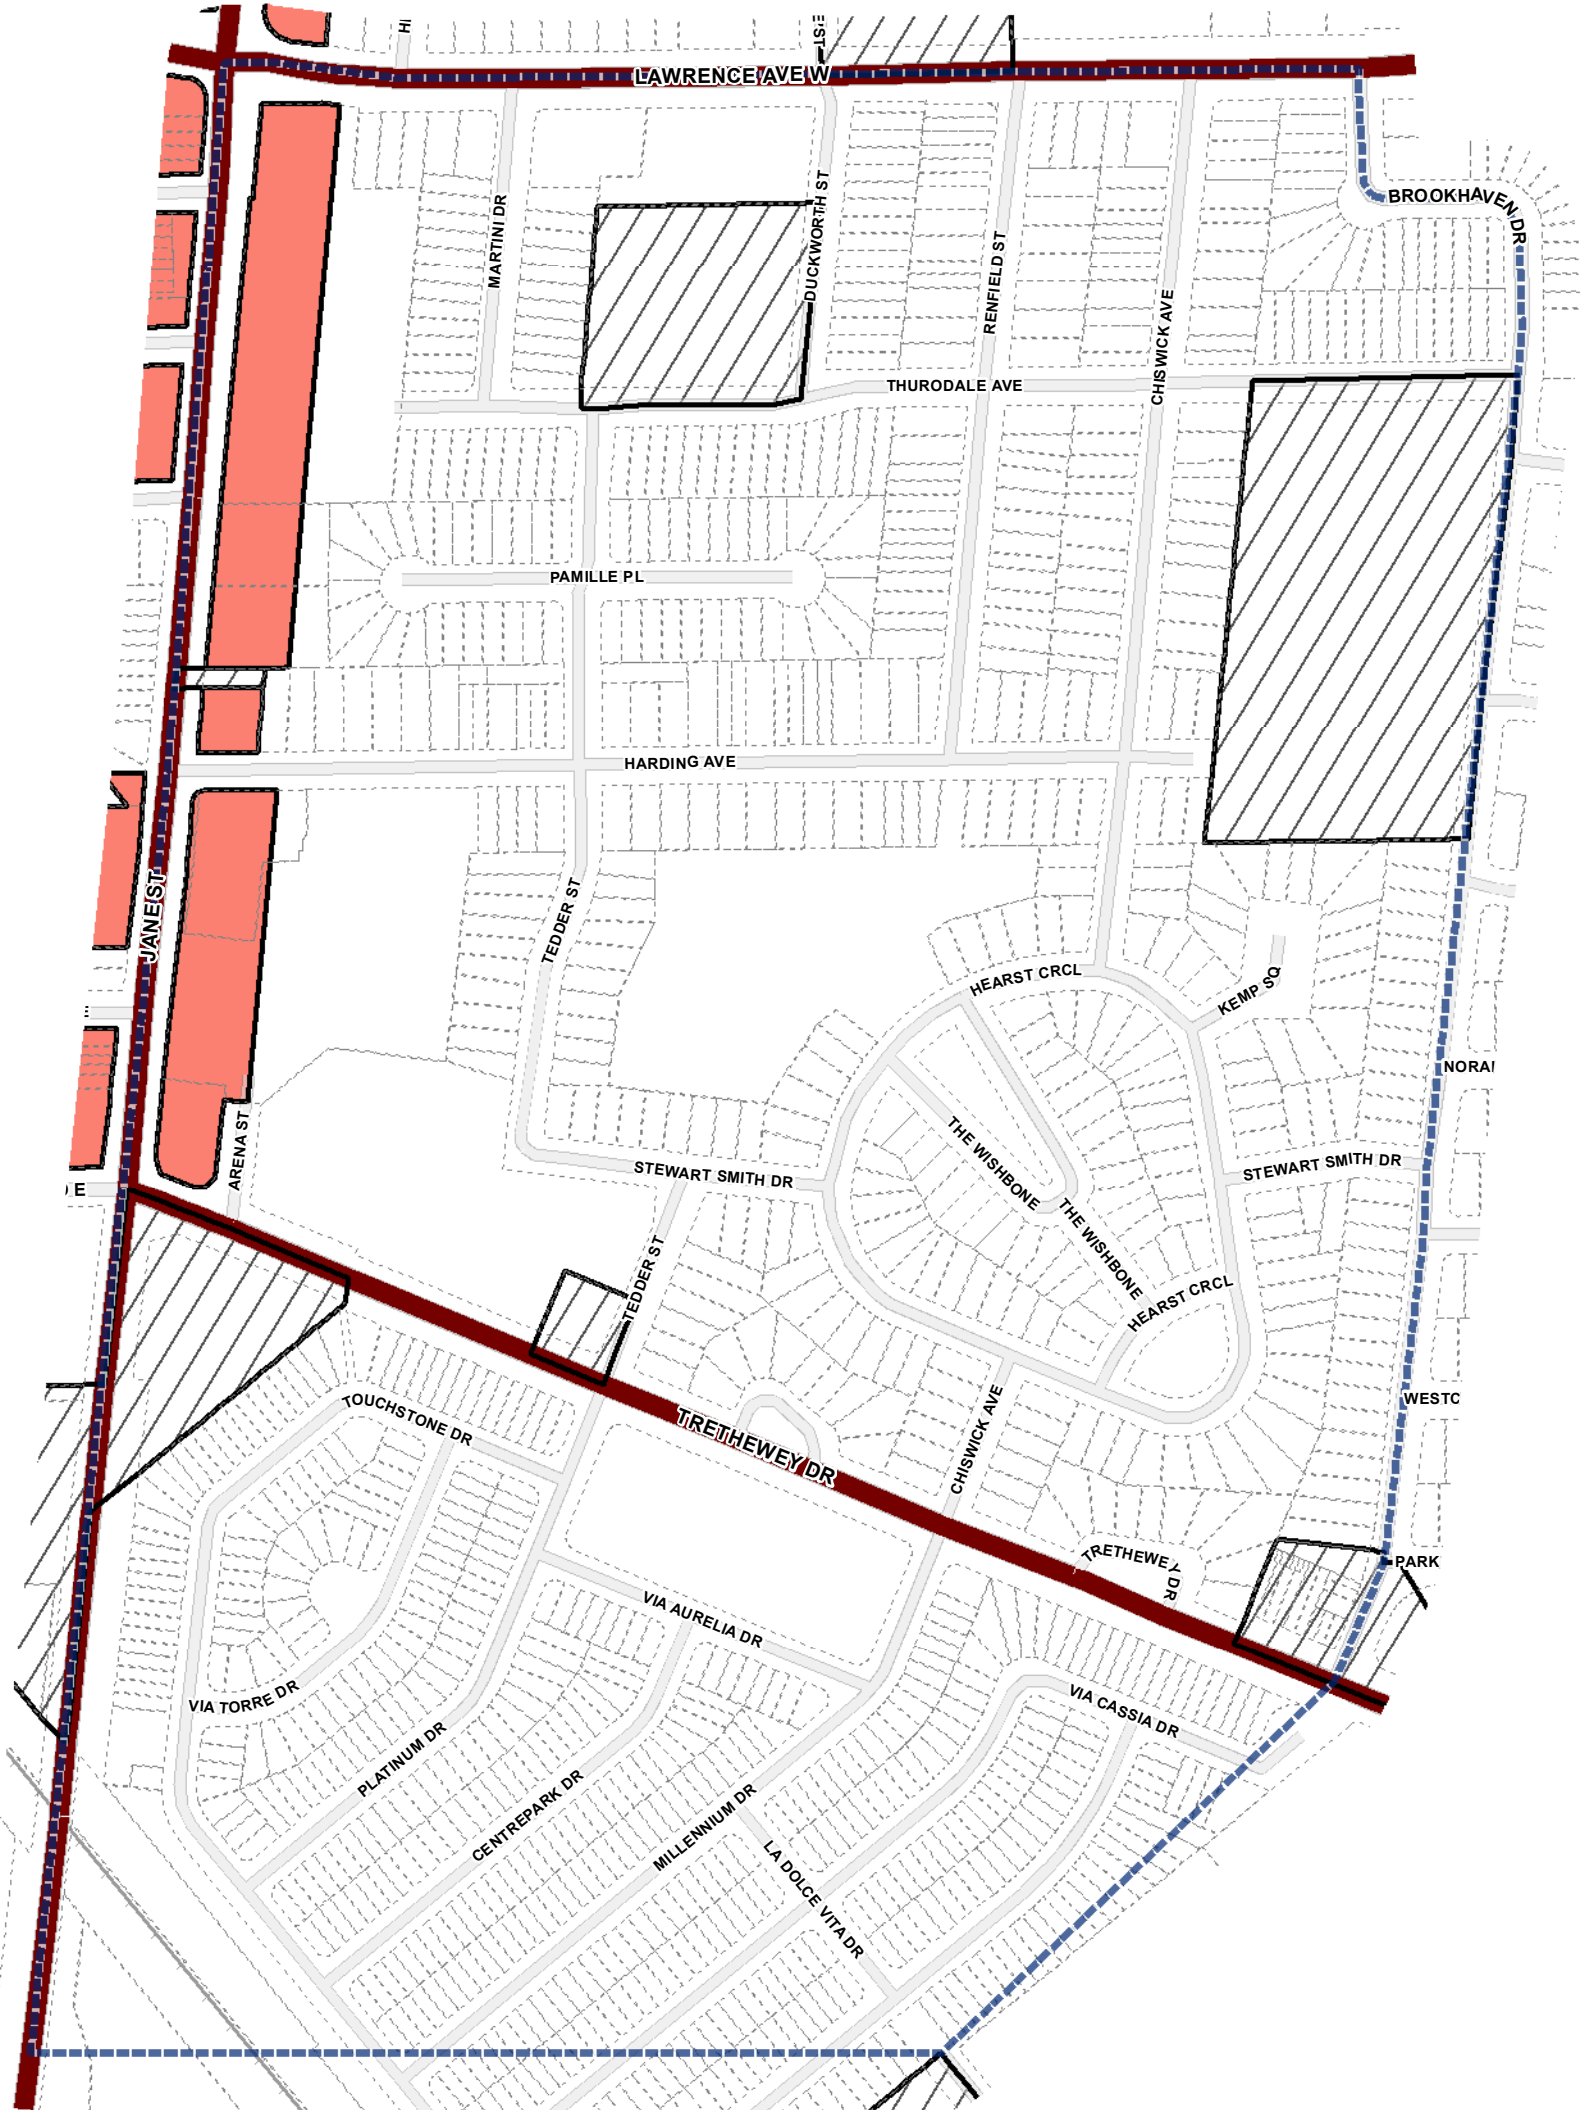 LAWRENCE AVE W
BROOKHAVEN DR
MARTINI DR
DUCKWORTH ST
RENFIELD ST
CHISWICK AVE
THURODALE AVE
PAMILLE PL
HARDING AVE
JANE ST
TEDDER ST
HEARST CRCL
KEMP SQ
NORA
THE WISHBONE
STEWART SMITH DR
STEWART SMITH DR
ARENA ST
E
THE WISHBONE
TEDDER ST
HEARST CRCL
TOUCHSTONE DR
TRETHEWEY DR
CHISWICK AVE
WESTC
TRETHEWEY DR
PARK
VIA AURELIA DR
VIA TORRE DR
VIA CASSIA DR
PLATINUM DR
CENTREPARK DR
MILLENNIUM DR
LA DOLCE VITA DR